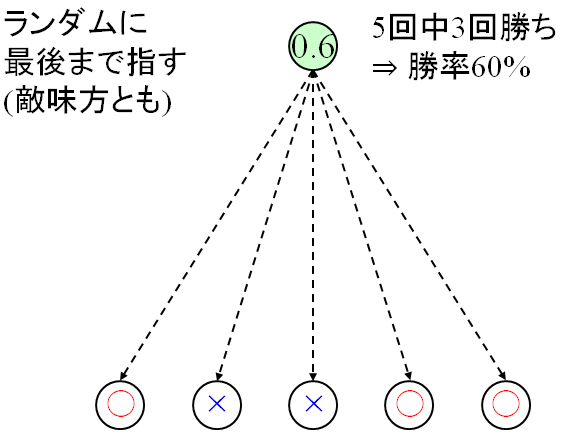 ランダムに
最後まで指す
(敵味方とも)
0.6
5回中3回勝ち
⇒ 勝率60%
○ × × ○ ○